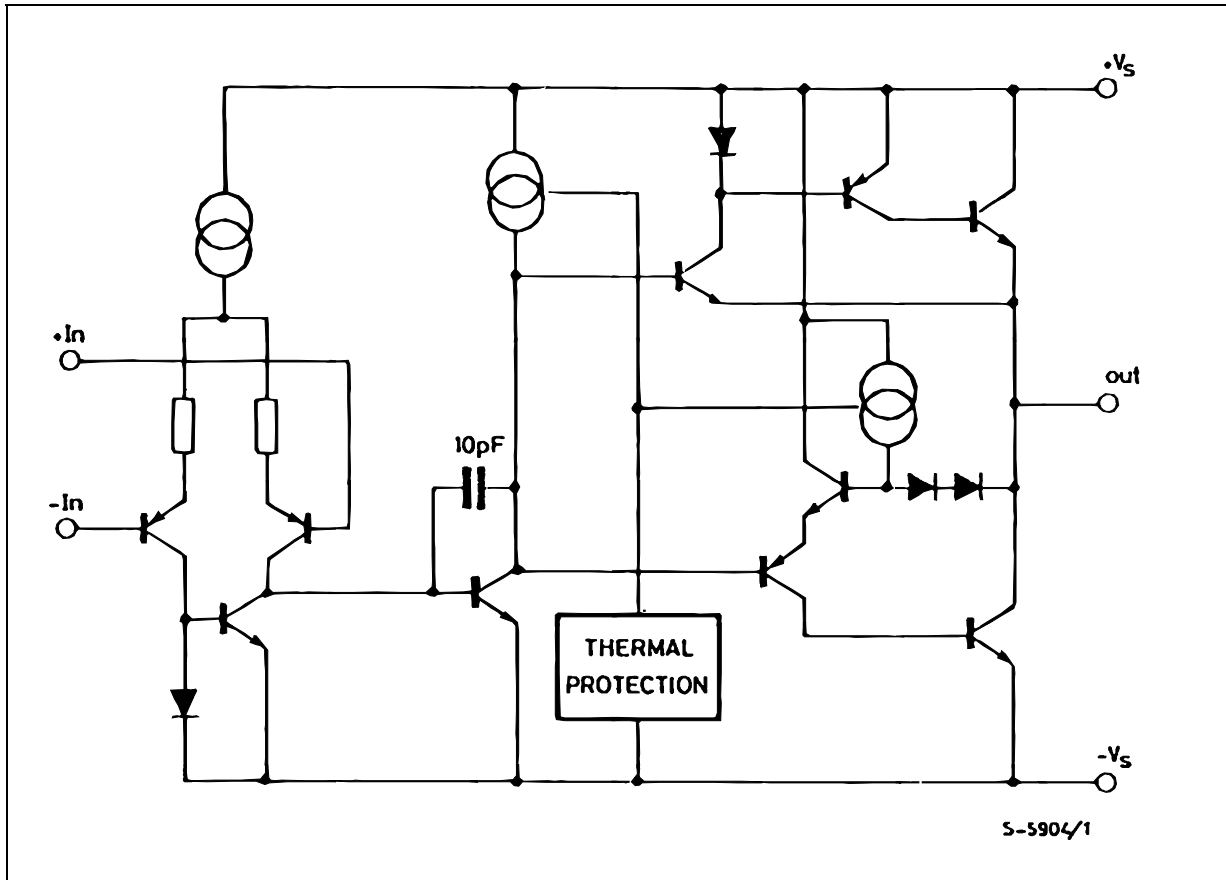 +Vs
+In
out
10pF
-In
THERMAL
PROTECTION
-Vs
S-5904/1